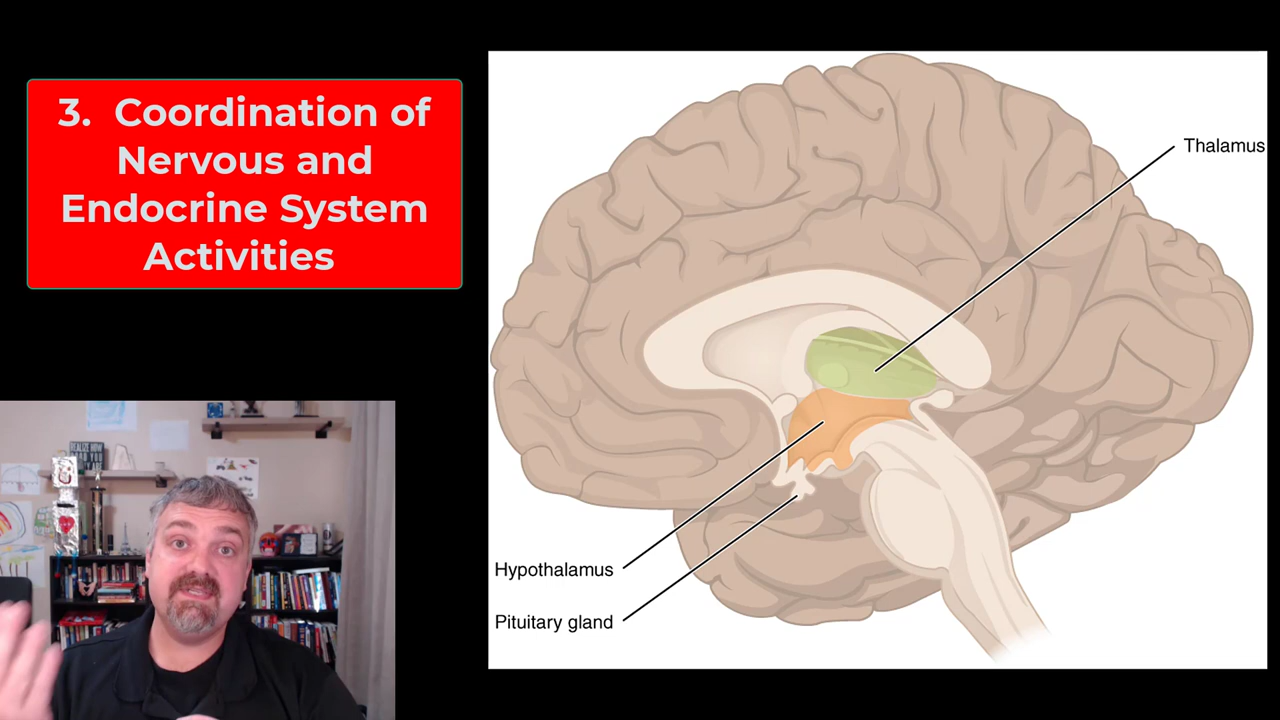 3. Coordination of
Nervous and
Endocrine System
Activities
Thalamus
Hypothalamus
Pituitary gland